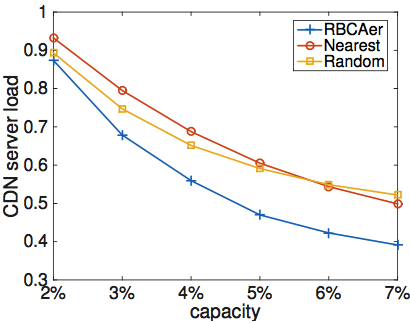 1
0.9
0.8
0.7
0.6
0.5
0.4
0.3
CDN server load
2%
3%
4%
5%
6%
7%
capacity
RBCAer
Nearest
Random